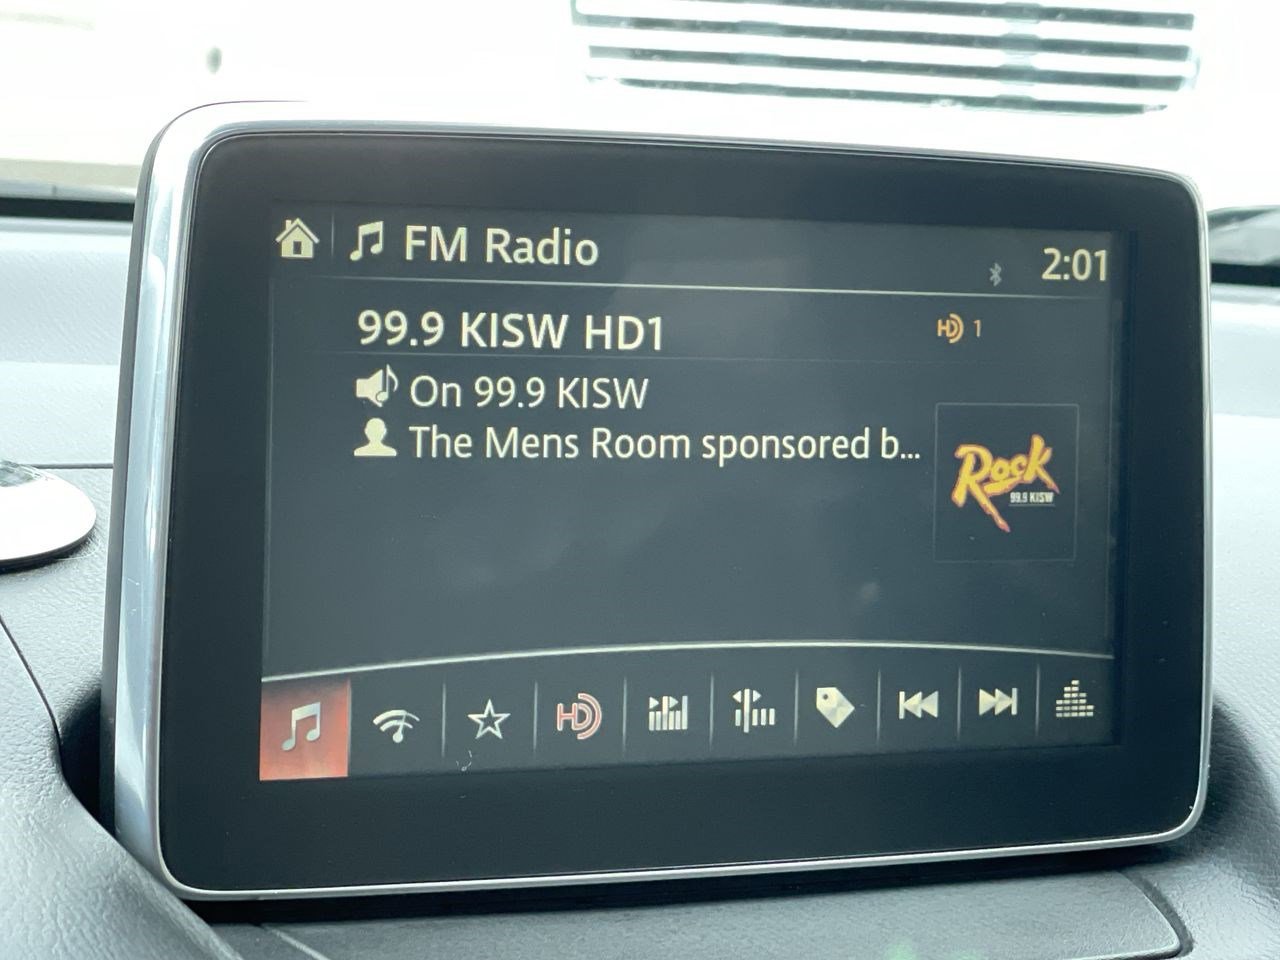 FM Radio
2:01
99.9 KISW HD1
HD 1
On 99.9 KISW
The Mens Room sponsored b...
Rock
99.9 KISW
HD